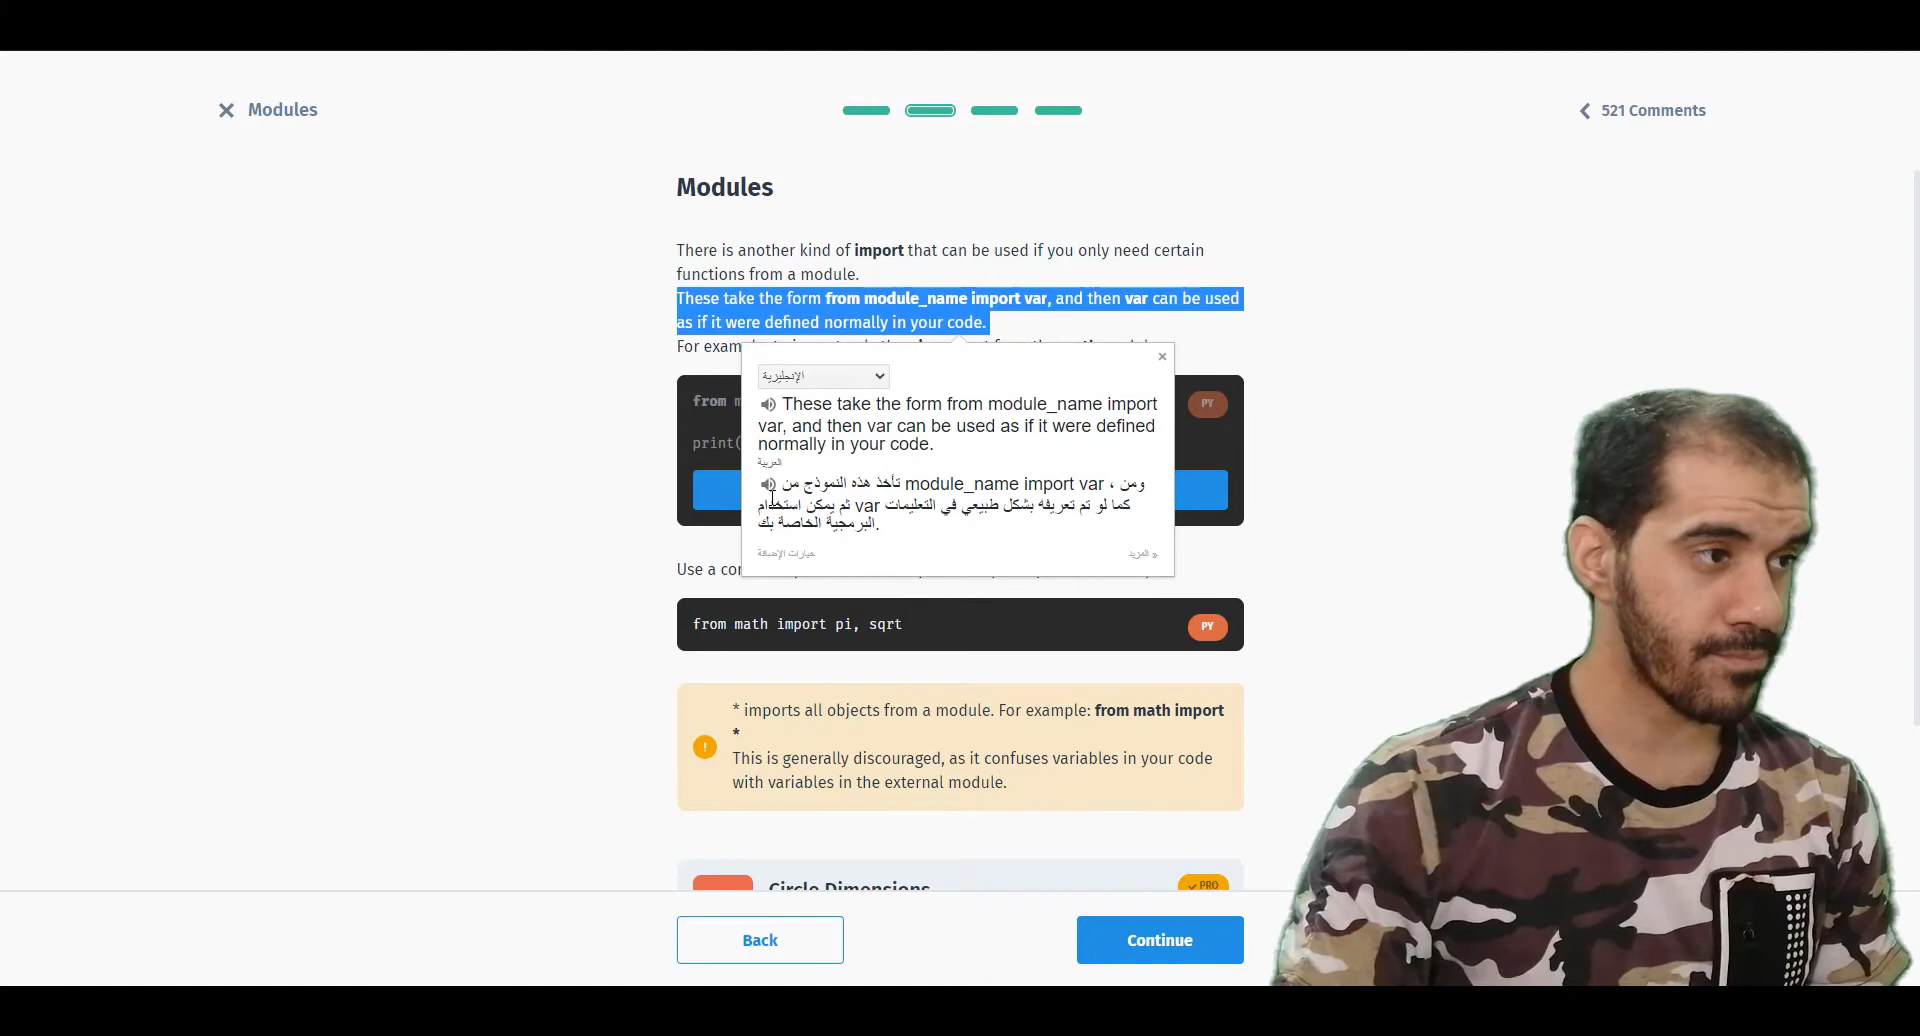 Modules
521 Comments
Modules
There is another kind of import that can be used if you only need certain
functions from a module.
These take the form from module_name import var, and then var can be used
as if it were defined normally in your code.
For exam
الإنجليزية
These take the form from module_name import
var, and then var can be used as if it were defined
normally in your code.
العربية
تأخذ هذه النموذج من module_name import var ، ومن
ثم يمكن استخدام var كما لو تم تعريفه بشكل طبيعي في التعليمات
البرمجية الخاصة بك.
خيارات الإضافة
المزيد »
from m
PY
print(
Use a co
from math import pi, sqrt
PY
* imports all objects from a module. For example: from math import
*
!
This is generally discouraged, as it confuses variables in your code
with variables in the external module.
Circle Dimensions
PRO
Back
Continue